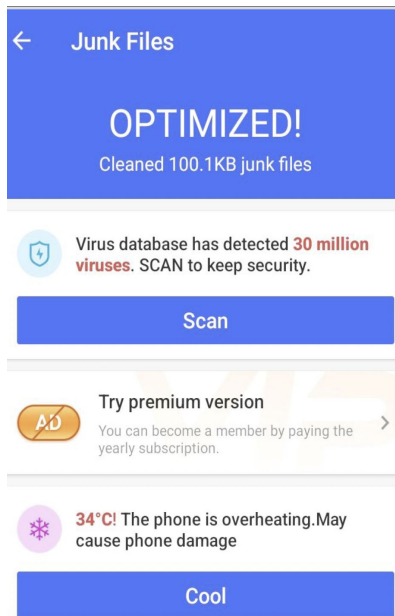 Junk Files
OPTIMIZED!
Cleaned 100.1KB junk files
Virus database has detected 30 million
viruses. SCAN to keep security.
Scan
VIP
AD
Try premium version
You can become a member by paying the
yearly subscription.
34°C! The phone is overheating.May
cause phone damage
Cool